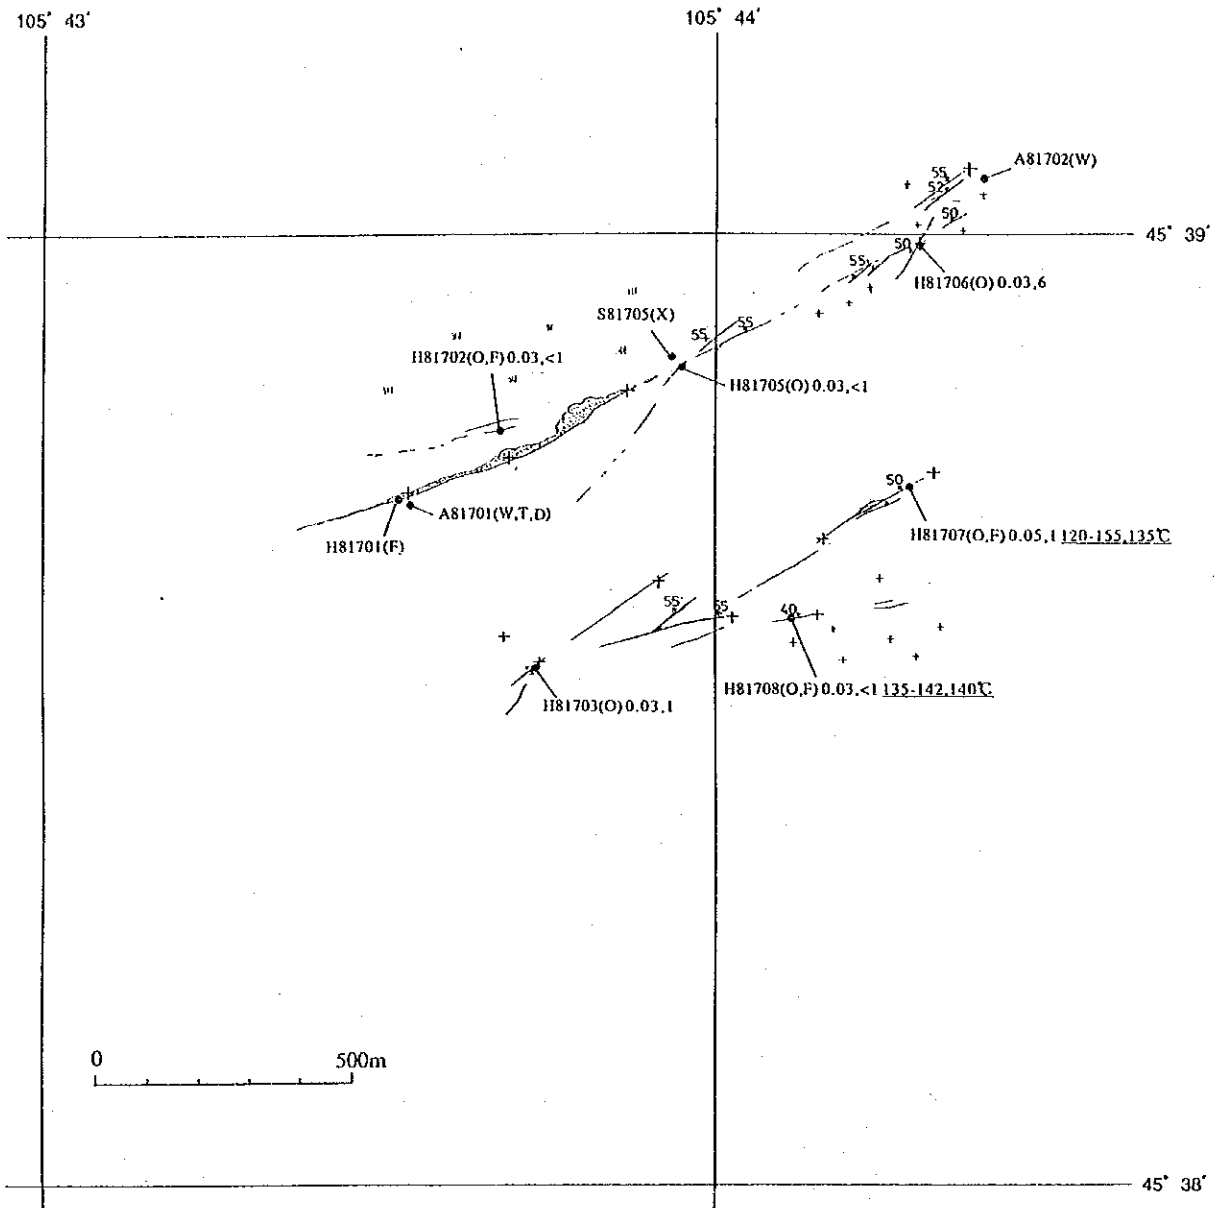 105° 43'
105° 44'
A81702(W)
55
52
50
45° 39'
50
55
H81706(O) 0.03,6
S81705(X)
55
55
H81702(O,F) 0.03,<1
H81705(O) 0.03,<1
50
A81701(W,T,D)
H81701(F)
H81707(O,F) 0.05,1 120-155,135℃
55
55
40
H81708(O,F) 0.03,<1 135-142,140℃
H81703(O) 0.03,1
0
500m
45° 38'